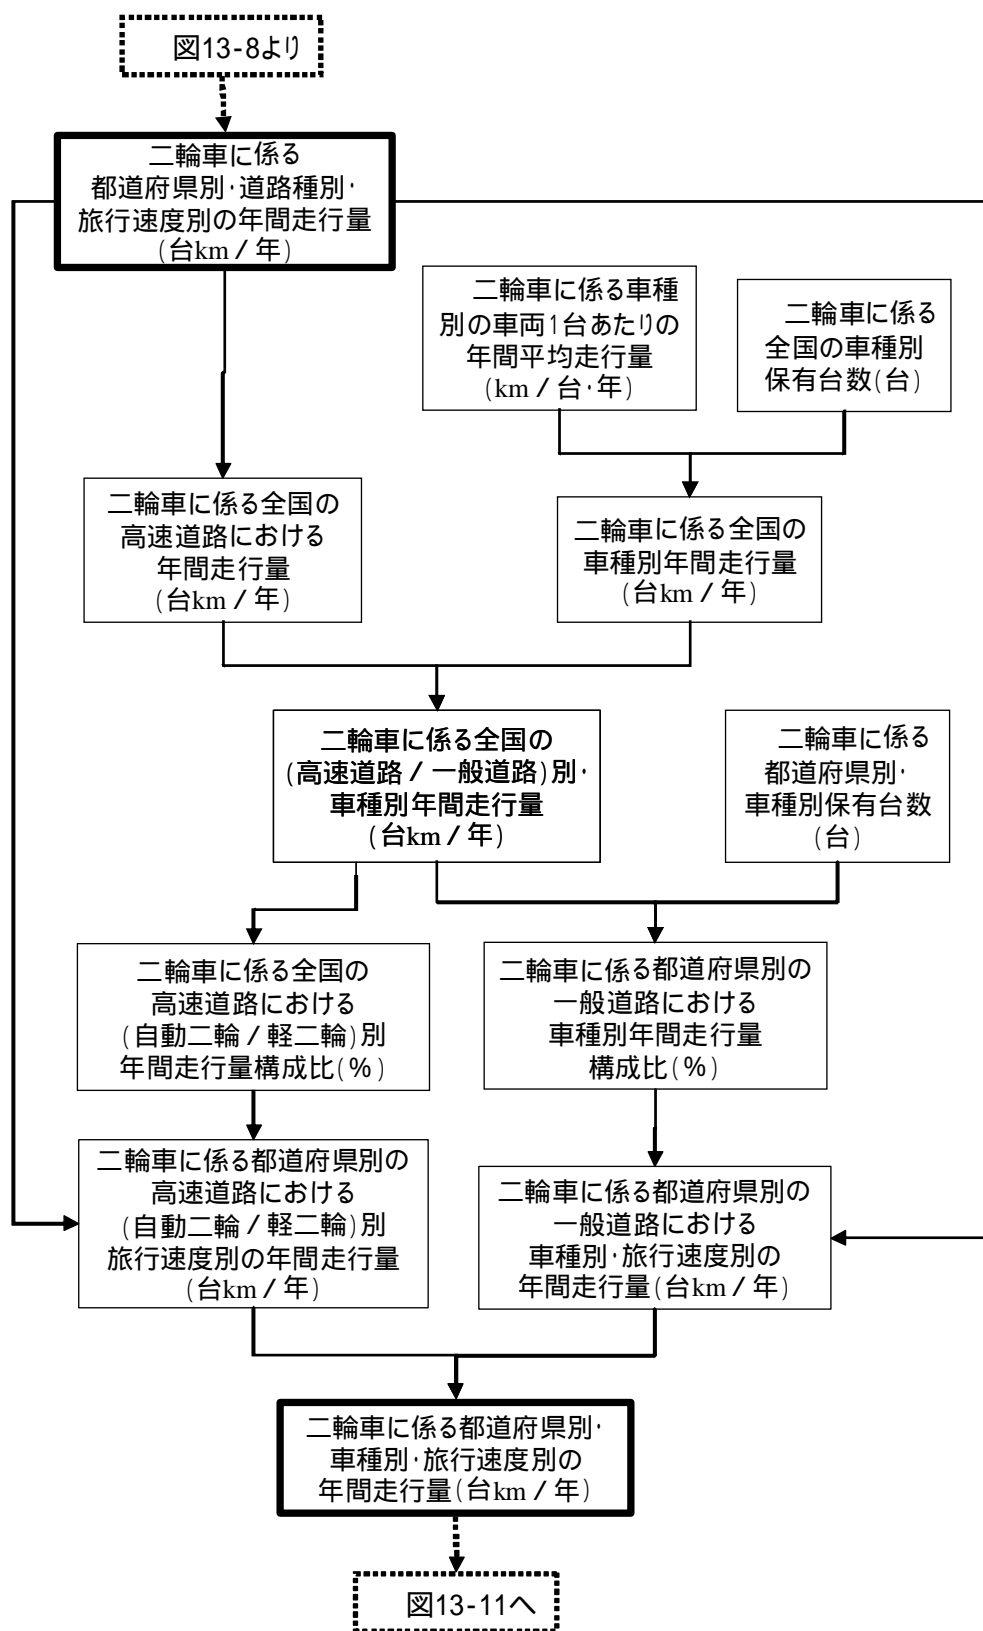 図13-8より
二輪車に係る
都道府県別・道路種別・
旅行速度別の年間走行量
(台km/年)
二輪車に係る車種
別の車両1台あたりの
年間平均走行量
(km/台・年)
二輪車に係る
全国の車種別
保有台数(台)
二輪車に係る全国の
高速道路における
年間走行量
(台km/年)
二輪車に係る全国の
車種別年間走行量
(台km/年)
二輪車に係る全国の
(高速道路/一般道路)別・
車種別年間走行量
(台km/年)
二輪車に係る
都道府県別・
車種別保有台数
(台)
二輪車に係る全国の
高速道路における
(自動二輪/軽二輪)別
年間走行量構成比(%)
二輪車に係る都道府県別の
一般道路における
車種別年間走行量
構成比(%)
二輪車に係る都道府県別の
高速道路における
(自動二輪/軽二輪)別
旅行速度別の年間走行量
(台km/年)
二輪車に係る都道府県別の
一般道路における
車種別・旅行速度別の
年間走行量(台km/年)
二輪車に係る都道府県別・
車種別・旅行速度別の
年間走行量(台km/年)
図13-11へ